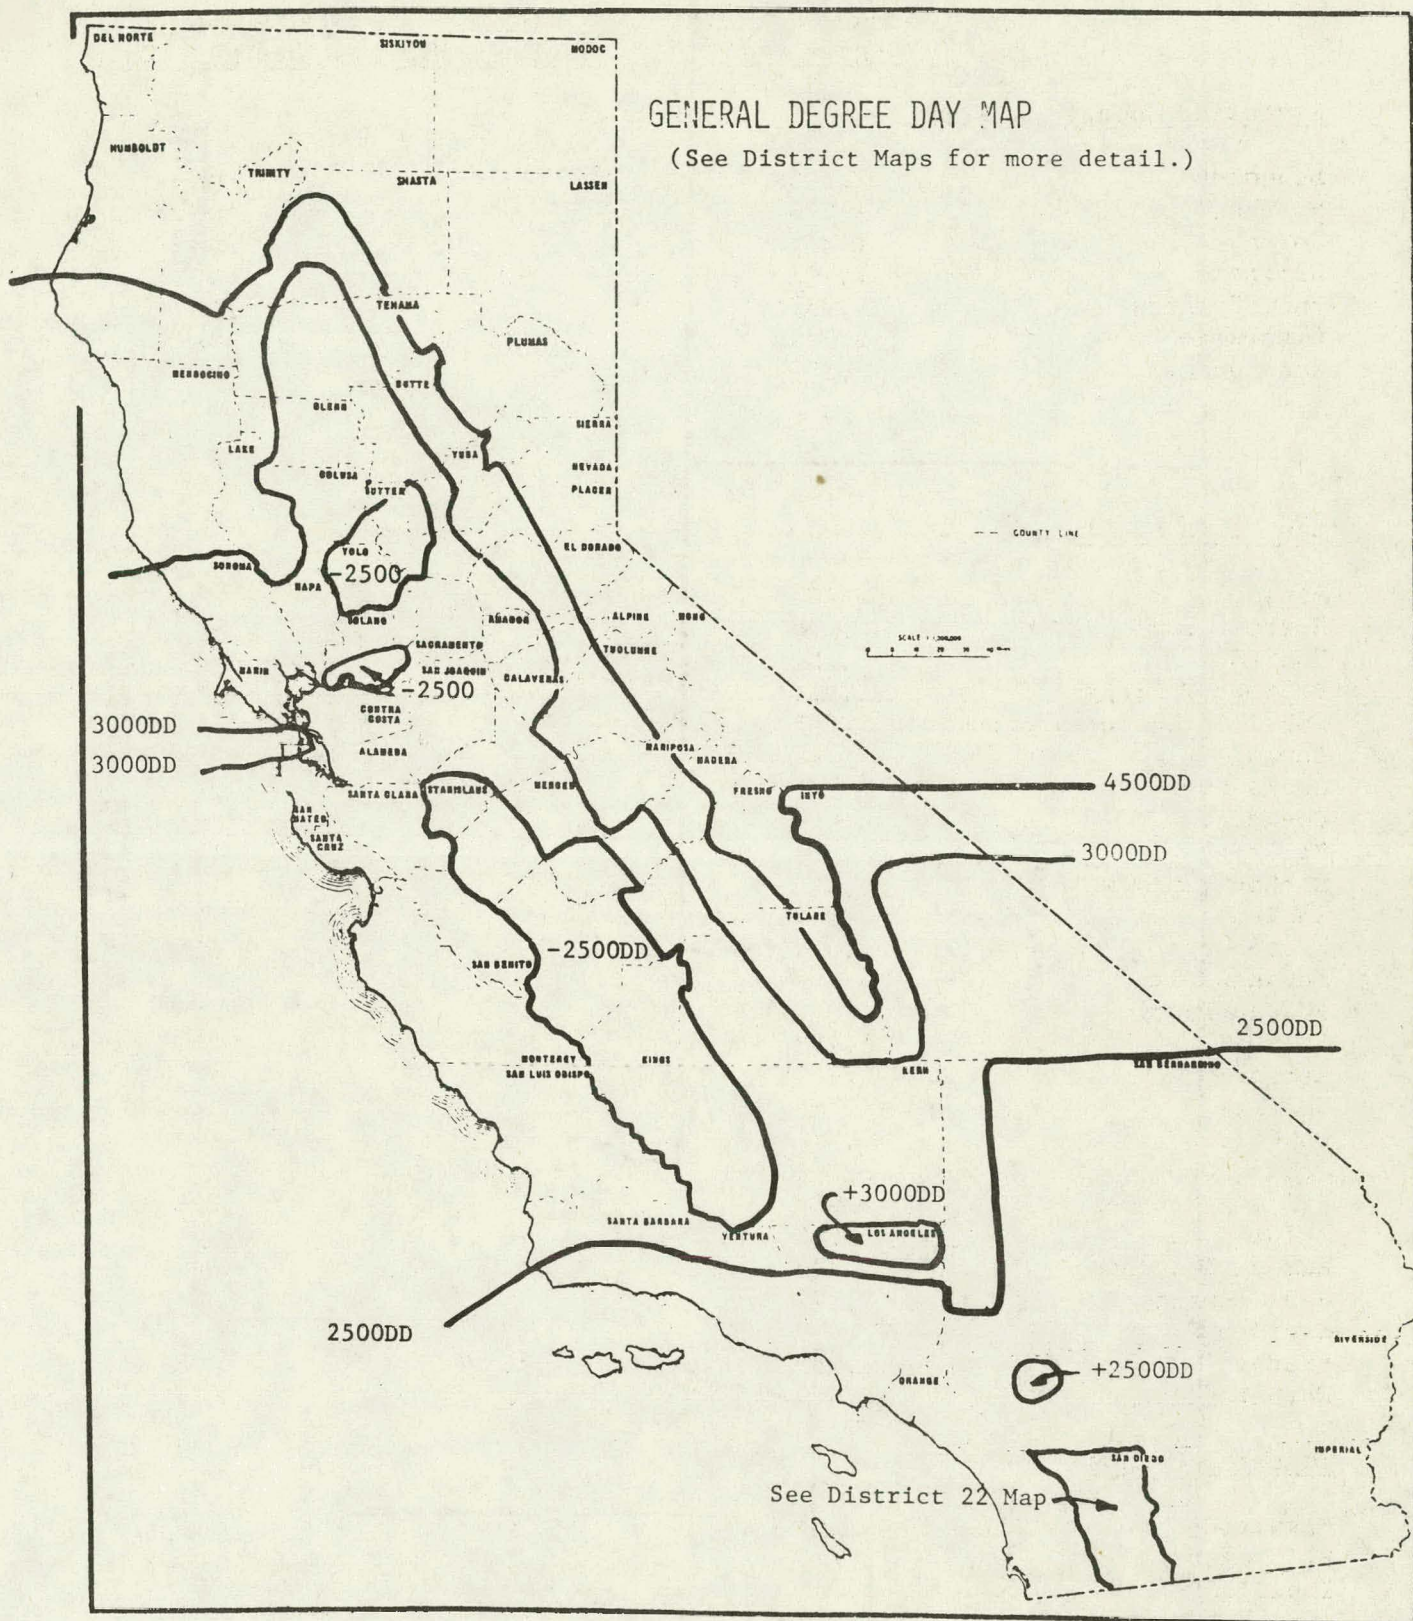 GENERAL DEGREE DAY MAP
(See District Maps for more detail.)
DEL NORTE
SISKIYOU
MODOC
HUMBOLDT
TRINITY
SHASTA
LASSEN
TEHAMA
PLUMAS
MENDOCINO
BUTTE
GLENN
SIERRA
LAKE
YUBA
COLUSA
NEVADA
SUTTER
PLACER
COUNTY LINE
YOLO
EL DORADO
SONOMA
-2500
NAPA
SOLANO
AMADOR
ALPINE
MONO
SCALE
SACRAMENTO
TUOLUMNE
MARIN
SAN JOAQUIN
CALAVERAS
-2500
CONTRA
COSTA
3000DD
ALAMEDA
MARIPOSA
MADERA
3000DD
SANTA CLARA
STANISLAUS
MERCED
FRESNO
INYO
4500DD
SAN
MATEO
SANTA
CRUZ
3000DD
TULARE
SAN BENITO
-2500DD
2500DD
MONTEREY
KINGS
KERN
SAN BERNARDINO
SAN LUIS OBISPO
+3000DD
SANTA BARBARA
VENTURA
LOS ANGELES
2500DD
RIVERSIDE
ORANGE
+2500DD
SAN DIEGO
IMPERIAL
See District 22 Map